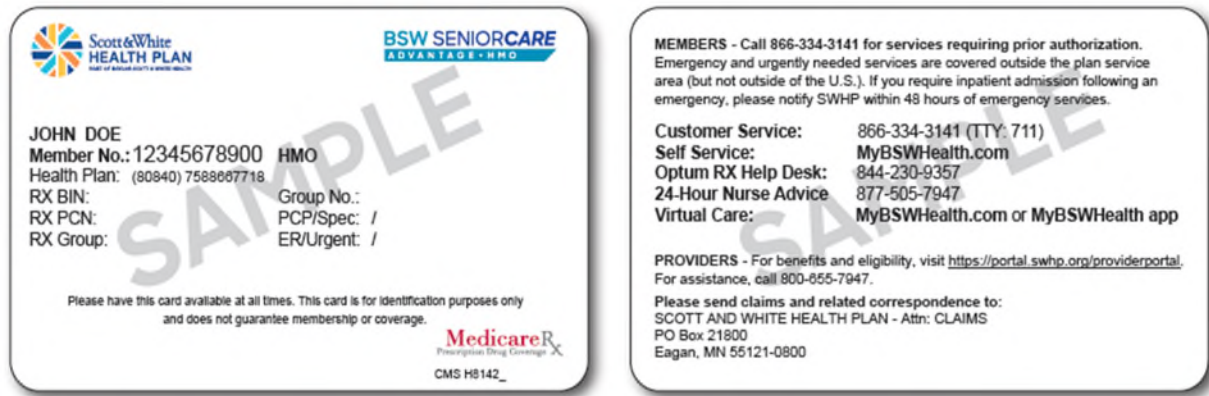 Scott&White
HEALTH PLAN
PART OF BAYLOR SCOTT & WHITE HEALTH
BSW SENIORCARE
ADVANTAGE • HMO
SAMPLE
JOHN DOE
Member No.: 12345678900 HMO
Health Plan: (80840) 7588667718
RX BIN: Group No.:
RX PCN: PCP/Spec: /
RX Group: ER/Urgent: /
Please have this card available at all times. This card is for identification purposes only
and does not guarantee membership or coverage.
MedicareRx
Prescription Drug Coverage
CMS H8142_
MEMBERS - Call 866-334-3141 for services requiring prior authorization.
Emergency and urgently needed services are covered outside the plan service
area (but not outside of the U.S.). If you require inpatient admission following an
emergency, please notify SWHP within 48 hours of emergency services.
SAMPLE
Customer Service: 866-334-3141 (TTY: 711)
Self Service: MyBSWHealth.com
Optum RX Help Desk: 844-230-9357
24-Hour Nurse Advice 877-505-7947
Virtual Care: MyBSWHealth.com or MyBSWHealth app
PROVIDERS - For benefits and eligibility, visit https://portal.swhp.org/providerportal.
For assistance, call 800-655-7947.
Please send claims and related correspondence to:
SCOTT AND WHITE HEALTH PLAN - Attn: CLAIMS
PO Box 21800
Eagan, MN 55121-0800